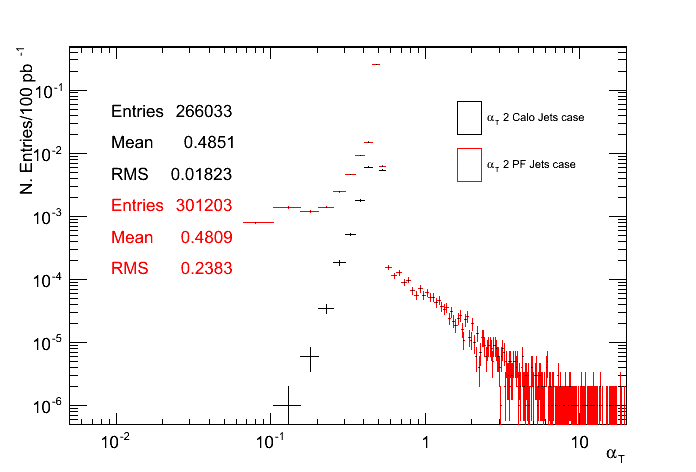 N. Entries/100 pb -1
10-1
10-2
10-3
10-4
10-5
10-6
Entries 266033
Mean 0.4851
RMS 0.01823
Entries 301203
Mean 0.4809
RMS 0.2383
αT 2 Calo Jets case
αT 2 PF Jets case
10-2 10-1 1 10
αT